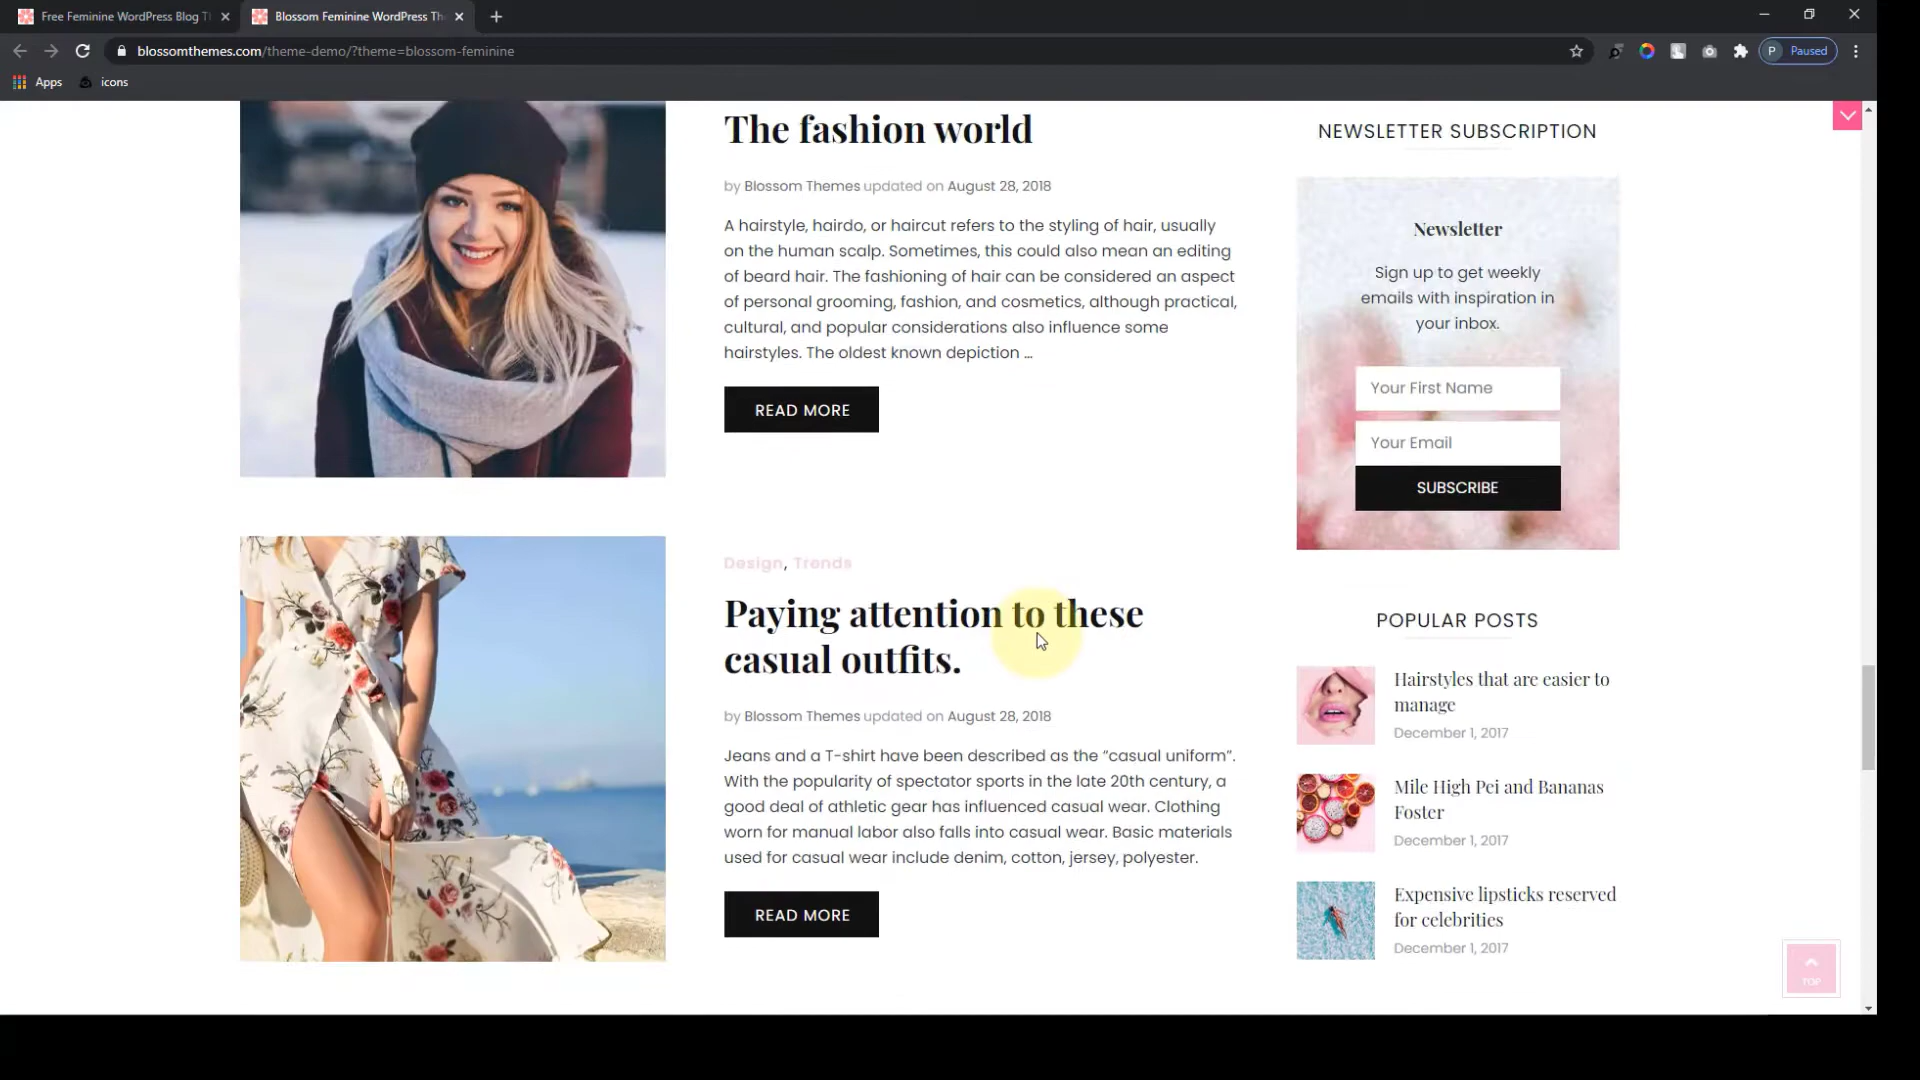 Free Feminine WordPress Blog T
Blossom Feminine WordPress Th
blossomthemes.com/theme-demo/?theme=blossom-feminine
P Paused
Apps
icons
The fashion world
by Blossom Themes updated on August 28, 2018
A hairstyle, hairdo, or haircut refers to the styling of hair, usually
on the human scalp. Sometimes, this could also mean an editing
of beard hair. The fashioning of hair can be considered an aspect
of personal grooming, fashion, and cosmetics, although practical,
cultural, and popular considerations also influence some
hairstyles. The oldest known depiction ...
READ MORE
Design, Trends
Paying attention to these
casual outfits.
by Blossom Themes updated on August 28, 2018
Jeans and a T-shirt have been described as the “casual uniform”.
With the popularity of spectator sports in the late 20th century, a
good deal of athletic gear has influenced casual wear. Clothing
worn for manual labor also falls into casual wear. Basic materials
used for casual wear include denim, cotton, jersey, polyester.
READ MORE
NEWSLETTER SUBSCRIPTION
Newsletter
Sign up to get weekly
emails with inspiration in
your inbox.
Your First Name
Your Email
SUBSCRIBE
POPULAR POSTS
Hairstyles that are easier to
manage
December 1, 2017
Mile High Pei and Bananas
Foster
December 1, 2017
Expensive lipsticks reserved
for celebrities
December 1, 2017
TOP